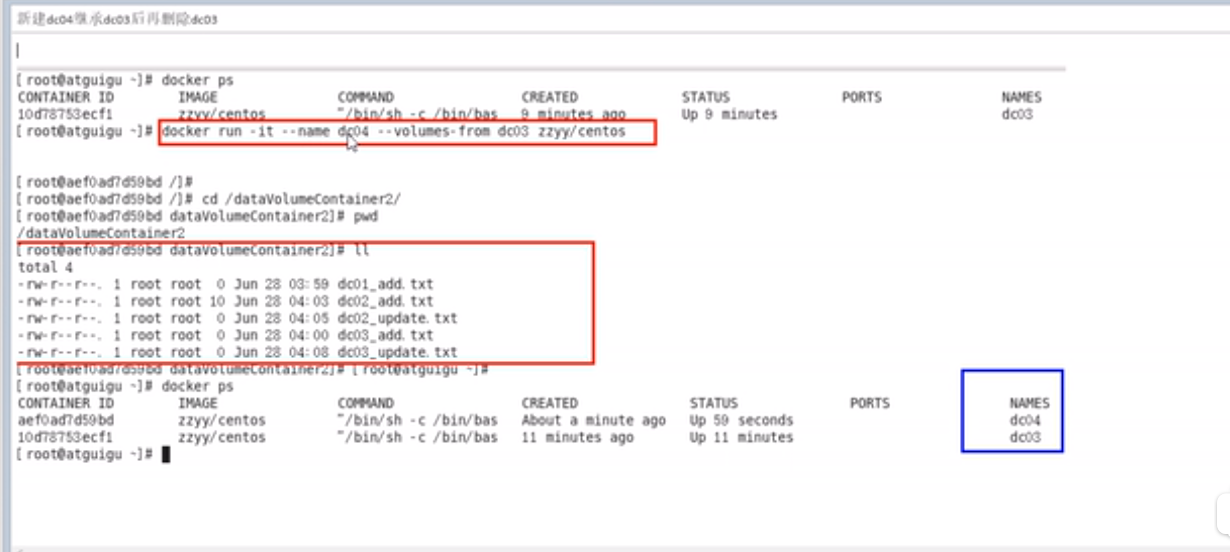 新建dc04继承dc03后再删除dc03
[root@atguigu ~]# docker ps
CONTAINER ID IMAGE COMMAND CREATED STATUS PORTS NAMES
10d78753ecf1 zzyy/centos "/bin/sh -c /bin/bas 9 minutes ago Up 9 minutes dc03
[root@atguigu ~]# docker run -it --name dc04 --volumes-from dc03 zzyy/centos
[root@aef0ad7d59bd /]#
[root@aef0ad7d59bd /]# cd /dataVolumeContainer2/
[root@aef0ad7d59bd dataVolumeContainer2]# pwd
/dataVolumeContainer2
[root@aef0ad7d59bd dataVolumeContainer2]# ll
total 4
-rw-r--r--. 1 root root 0 Jun 28 03:59 dc01_add.txt
-rw-r--r--. 1 root root 10 Jun 28 04:03 dc02_add.txt
-rw-r--r--. 1 root root 0 Jun 28 04:05 dc02_update.txt
-rw-r--r--. 1 root root 0 Jun 28 04:00 dc03_add.txt
-rw-r--r--. 1 root root 0 Jun 28 04:08 dc03_update.txt
[root@aef0ad7d59bd dataVolumeContainer2]# [root@atguigu ~]#
[root@atguigu ~]# docker ps
CONTAINER ID IMAGE COMMAND CREATED STATUS PORTS NAMES
aef0ad7d59bd zzyy/centos "/bin/sh -c /bin/bas About a minute ago Up 59 seconds dc04
10d78753ecf1 zzyy/centos "/bin/sh -c /bin/bas 11 minutes ago Up 11 minutes dc03
[root@atguigu ~]#